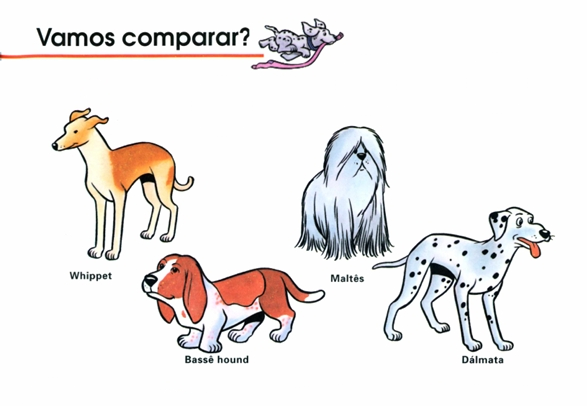 Vamos comparar?
Whippet
Maltês
Bassê hound
Dálmata